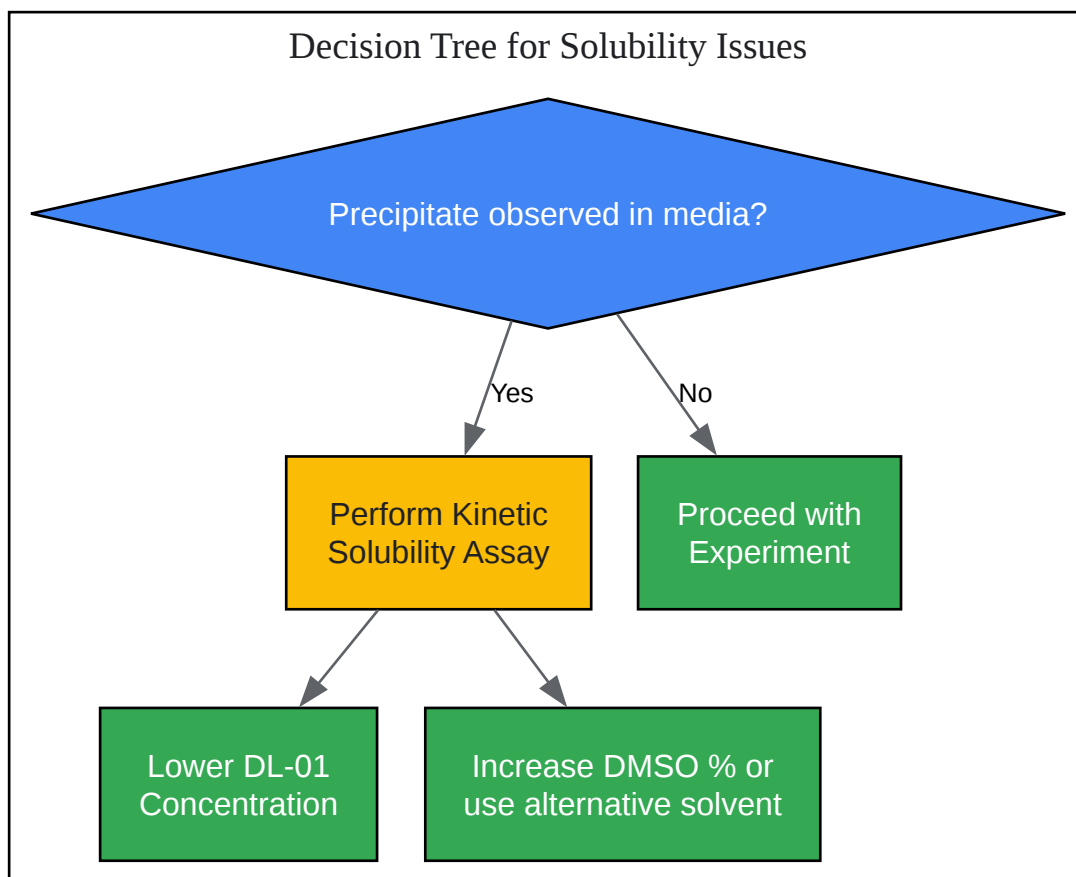 Decision Tree for Solubility Issues
Precipitate observed in media?
Yes
No
Perform Kinetic
Solubility Assay
Proceed with
Experiment
Lower DL-01
Concentration
Increase DMSO % or
use alternative solvent